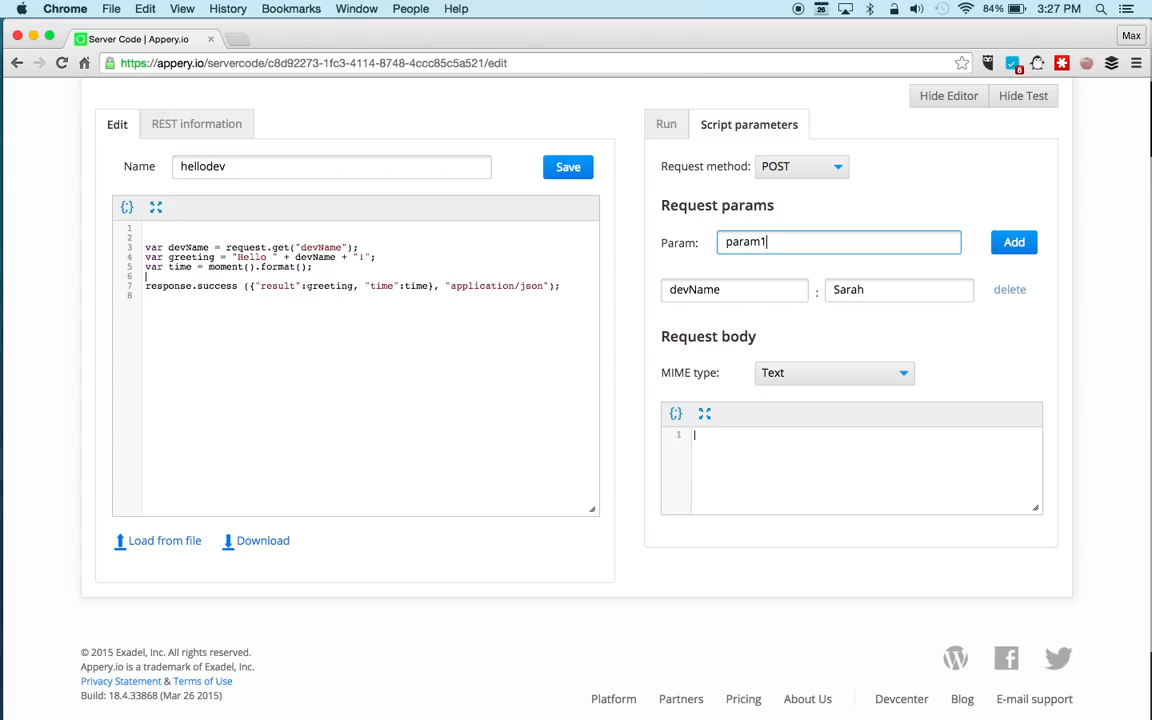 Chrome File Edit View History Bookmarks Window People Help 26 84% 3:27 PM
Server Code | Appery.io × Max
https://appery.io/servercode/c8d92273-1fc3-4114-8748-4ccc85c5a521/edit 6
Hide Editor Hide Test
Edit REST information
Name hellodev Save
{;}
1
2
3 var devName = request.get("devName");
4 var greeting = "Hello " + devName + "!";
5 var time = moment().format();
6
7 response.success ({"result":greeting, "time":time}, "application/json");
8
Load from file Download
Run Script parameters
Request method: POST
Request params
Param: param1 Add
devName : Sarah delete
Request body
MIME type: Text
{;}
1
© 2015 Exadel, Inc. All rights reserved.
Appery.io is a trademark of Exadel, Inc.
Privacy Statement & Terms of Use
Build: 18.4.33868 (Mar 26 2015)
Platform Partners Pricing About Us Devcenter Blog E-mail support